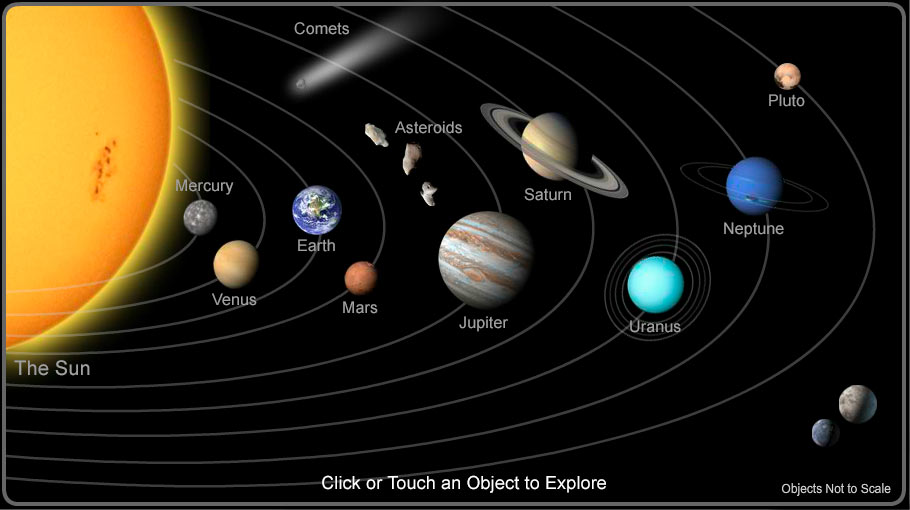 Comets
Pluto
Asteroids
Mercury
Saturn
Neptune
Earth
Venus
Mars
Jupiter
Uranus
The Sun
Click or Touch an Object to Explore
Objects Not to Scale